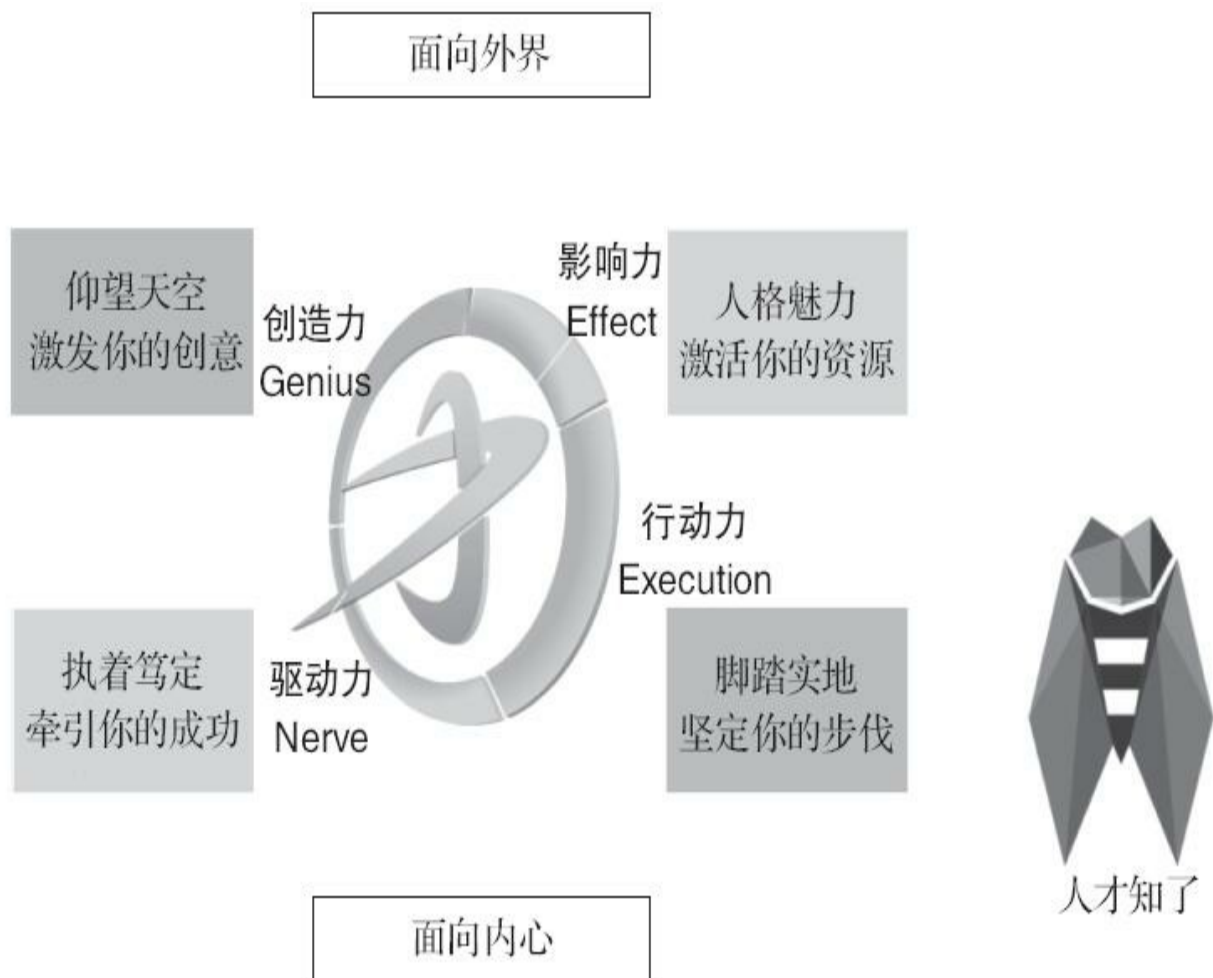 面向外界
仰望天空
激发你的创意
创造力
Genius
影响力
Effect
人格魅力
激活你的资源
行动力
Execution
执着笃定
牵引你的成功
驱动力
Nerve
脚踏实地
坚定你的步伐
人才知了
面向内心